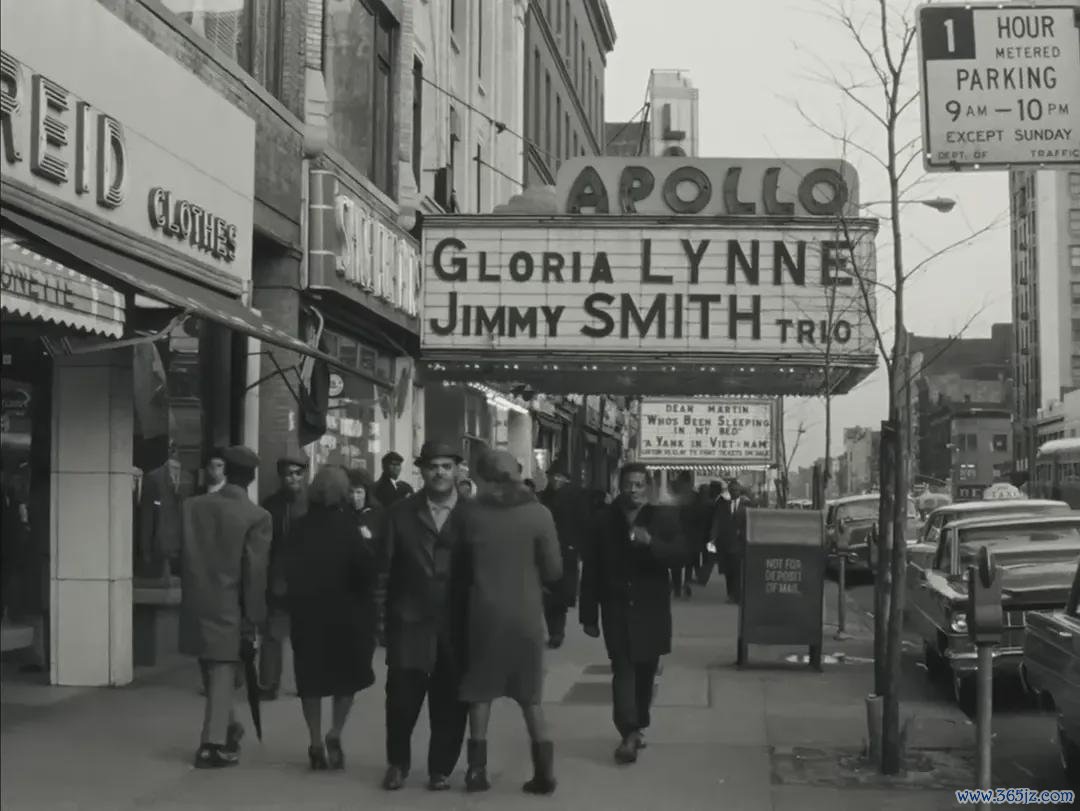 REID
CLOTHES
APOLLO
GLORIA LYNNE
JIMMY SMITH TRIO
DEAN MARTIN
"WHO'S BEEN SLEEPING
IN MY BED"
"A YANK IN VIET-NAM"
1 HOUR
METERED
PARKING
9 AM – 10 PM
EXCEPT SUNDAY
DEPT. OF TRAFFIC
NOT FOR
DEPOSIT
OF MAIL
TAXI
www.365jz.com